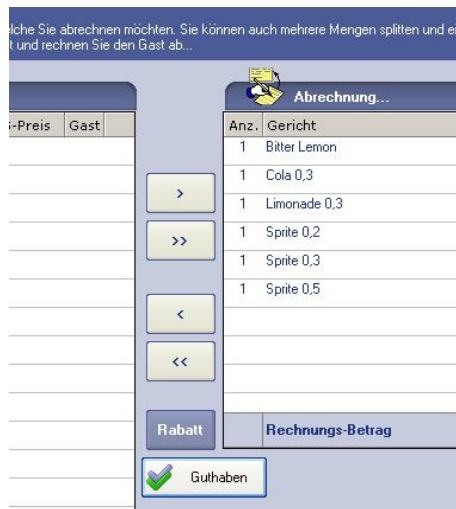 elche Sie abrechnen möchten. Sie können auch mehrere Mengen splitten und
t und rechnen Sie den Gast ab...
Abrechnung...
-Preis Gast
Anz. Gericht
1 Bitter Lemon
1 Cola 0,3
1 Limonade 0,3
1 Sprite 0,2
1 Sprite 0,3
1 Sprite 0,5
>
>>
<
<<
Rabatt
Rechnungs-Betrag
Guthaben